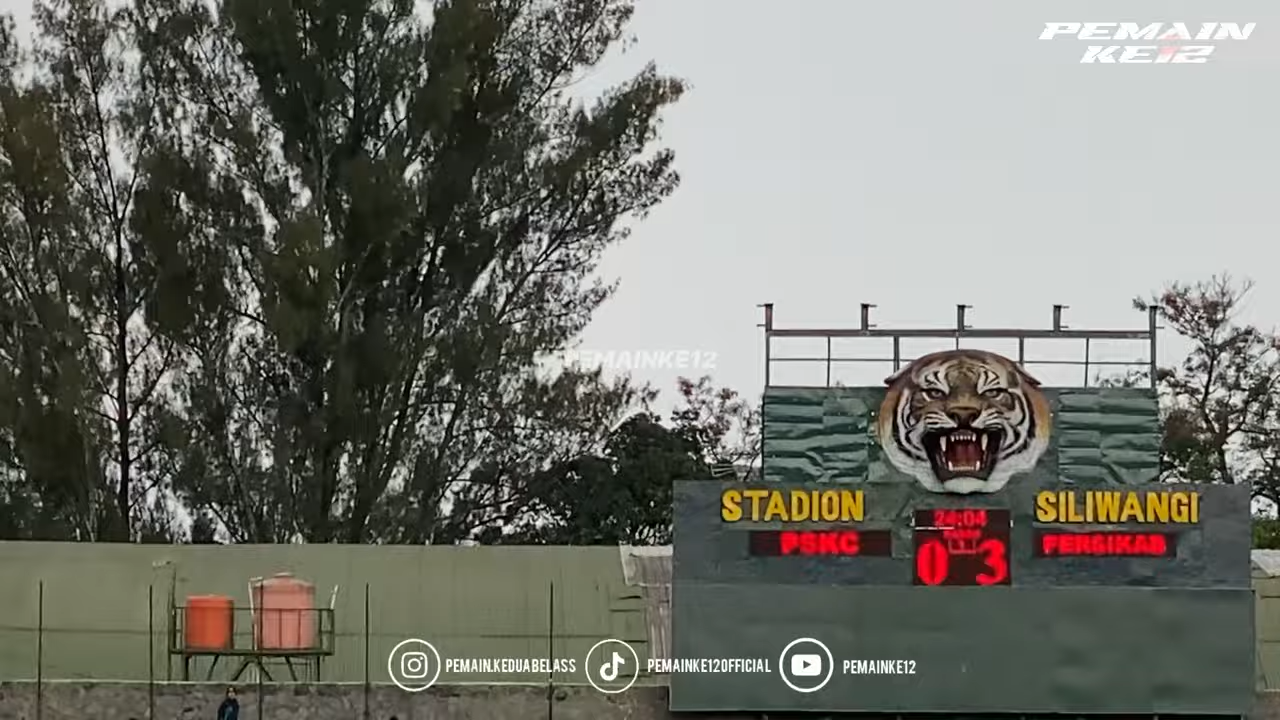 PEMAIN
KE12
PEMAINKE12
STADION
SILIWANGI
PSKC
0 3
PERSIKAB
PEMAIN.KEDUABELASS
PEMAINKE12OFFICIAL
PEMAINKE12